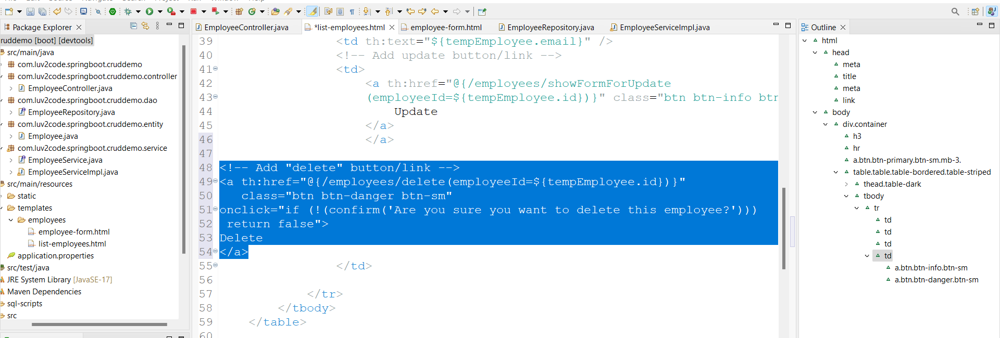 Package Explorer
ruddemo [boot] [devtools]
src/main/java
com.luv2code.springboot.cruddemo
com.luv2code.springboot.cruddemo.controller
EmployeeController.java
com.luv2code.springboot.cruddemo.dao
EmployeeRepository.java
com.luv2code.springboot.cruddemo.entity
Employee.java
com.luv2code.springboot.cruddemo.service
EmployeeService.java
EmployeeServiceImpl.java
src/main/resources
static
templates
employees
employee-form.html
list-employees.html
application.properties
src/test/java
JRE System Library [JavaSE-17]
Maven Dependencies
sql-scripts
src
EmployeeController.java
*list-employees.html
employee-form.html
EmployeeRepository.java
EmployeeServiceImpl.java
39 <td th:text="${tempEmployee.email}" />
40 <!-- Add update button/link -->
41 <td>
42 <a th:href="@{/employees/showFormForUpdate
43 (employeeId=${tempEmployee.id})}" class="btn btn-info btn
44 Update
45 </a>
46 </a>
47
48 <!-- Add "delete" button/link -->
49 <a th:href="@{/employees/delete(employeeId=${tempEmployee.id})}"
50 class="btn btn-danger btn-sm"
51 onclick="if (!(confirm('Are you sure you want to delete this employee?')))
52 return false">
53 Delete
54 </a>
55 </td>
56
57 </tr>
58 </tbody>
59 </table>
60
Outline
html
head
meta
title
meta
link
body
div.container
h3
hr
a.btn.btn-primary.btn-sm.mb-3.
table.table.table-bordered.table-striped
thead.table-dark
tbody
tr
td
td
td
td
a.btn.btn-info.btn-sm
a.btn.btn-danger.btn-sm